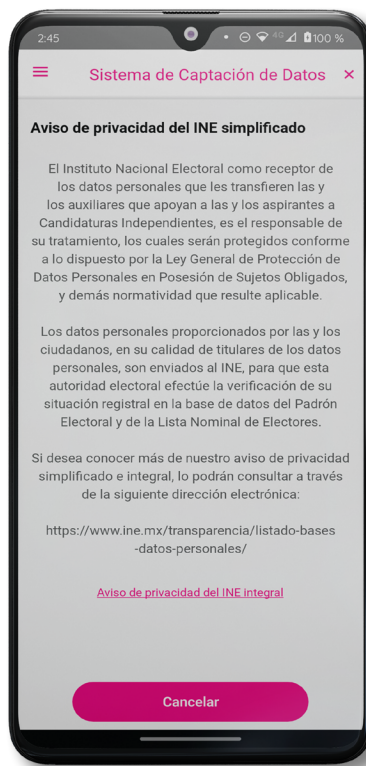 2:45
4G
100 %
Sistema de Captación de Datos ×
Aviso de privacidad del INE simplificado
El Instituto Nacional Electoral como receptor de
los datos personales que les transfieren las y
los auxiliares que apoyan a las y los aspirantes a
Candidaturas Independientes, es el responsable de
su tratamiento, los cuales serán protegidos conforme
a lo dispuesto por la Ley General de Protección de
Datos Personales en Posesión de Sujetos Obligados,
y demás normatividad que resulte aplicable.
Los datos personales proporcionados por las y los
ciudadanos, en su calidad de titulares de los datos
personales, son enviados al INE, para que esta
autoridad electoral efectúe la verificación de su
situación registral en la base de datos del Padrón
Electoral y de la Lista Nominal de Electores.
Si desea conocer más de nuestro aviso de privacidad
simplificado e integral, lo podrán consultar a través
de la siguiente dirección electrónica:
https://www.ine.mx/transparencia/listado-bases
-datos-personales/
Aviso de privacidad del INE integral
Cancelar